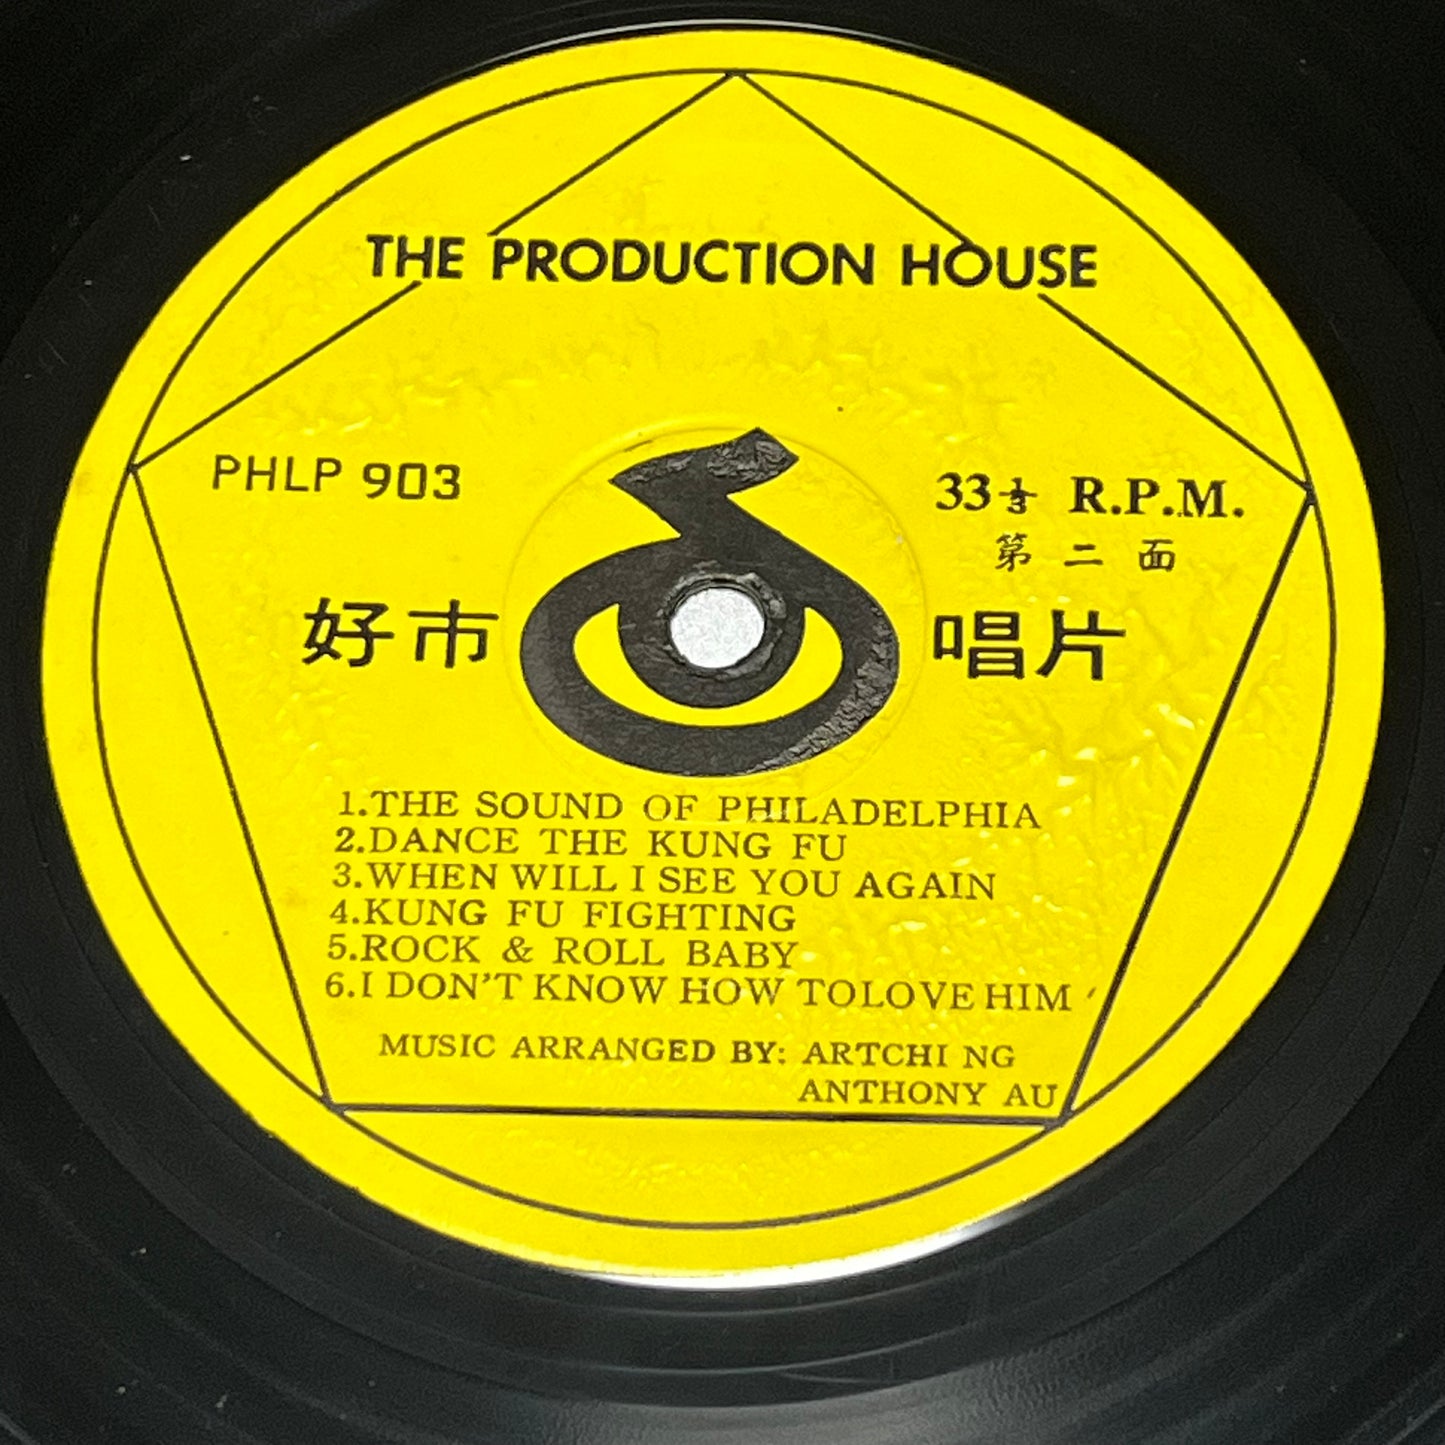 THE PRODUCTION HOUSE
PHLP 903
33⅓ R.P.M.
第二面
好市 唱片
1.THE SOUND OF PHILADELPHIA
2.DANCE THE KUNG FU
3.WHEN WILL I SEE YOU AGAIN
4.KUNG FU FIGHTING
5.ROCK & ROLL BABY
6.I DON'T KNOW HOW TOLOVE HIM
MUSIC ARRANGED BY: ARTCHI NG
ANTHONY AU